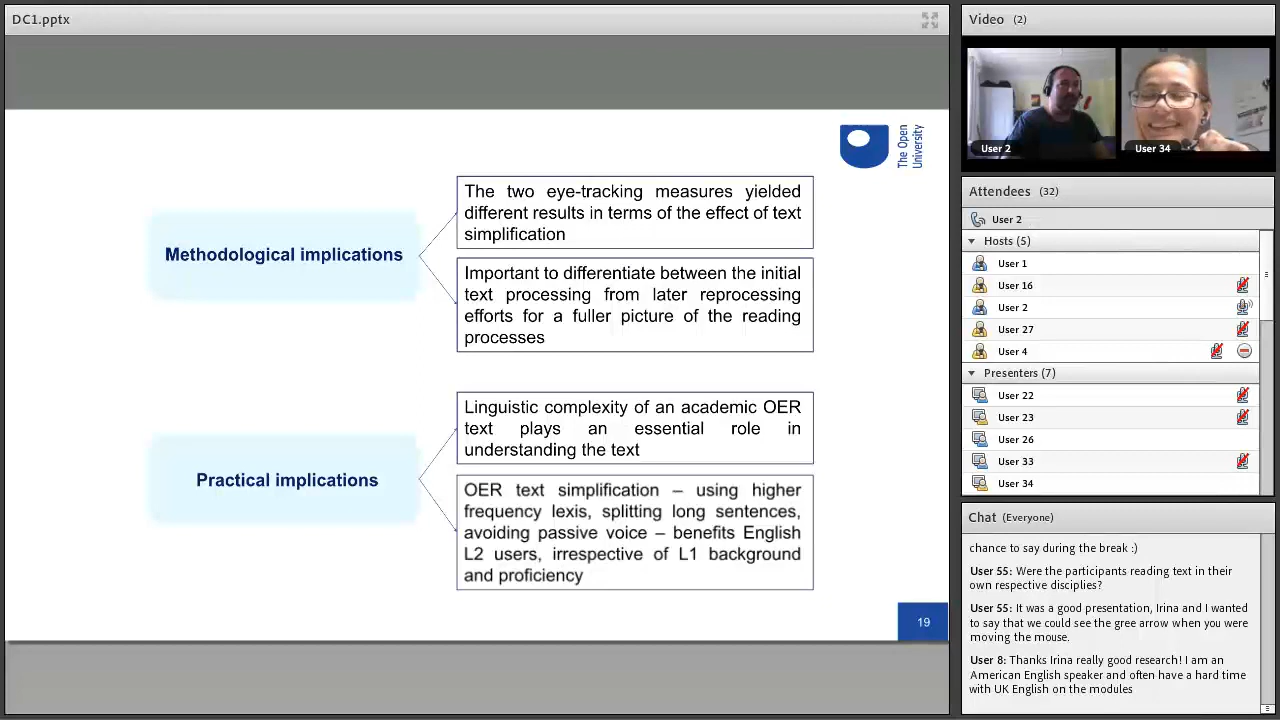 DC1.pptx
The Open
University
Methodological implications
The two eye-tracking measures yielded
different results in terms of the effect of text
simplification
Important to differentiate between the initial
text processing from later reprocessing
efforts for a fuller picture of the reading
processes
Practical implications
Linguistic complexity of an academic OER
text plays an essential role in
understanding the text
OER text simplification – using higher
frequency lexis, splitting long sentences,
avoiding passive voice – benefits English
L2 users, irrespective of L1 background
and proficiency
19
Video (2)
User 2
User 34
Attendees (32)
User 2
Hosts (5)
User 1
User 16
User 2
User 27
User 4
Presenters (7)
User 22
User 23
User 26
User 33
User 34
Chat (Everyone)
chance to say during the break :)
User 55: Were the participants reading text in their
own respective disciplies?
User 55: It was a good presentation, Irina and I wanted
to say that we could see the gree arrow when you were
moving the mouse.
User 8: Thanks Irina really good research! I am an
American English speaker and often have a hard time
with UK English on the modules